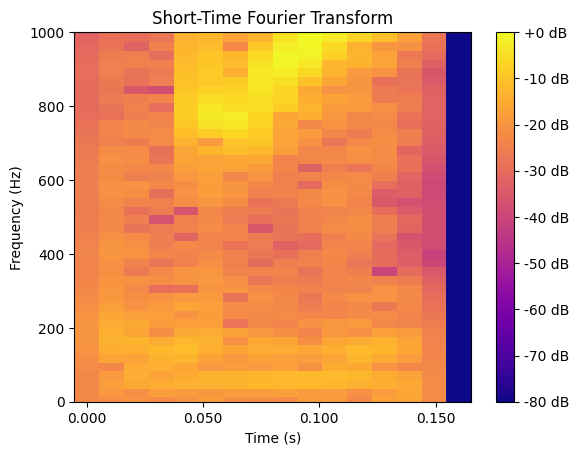 Short-Time Fourier Transform
1000
800
600
400
200
0
Frequency (Hz)
0.000
0.050
0.100
0.150
Time (s)
+0 dB
-10 dB
-20 dB
-30 dB
-40 dB
-50 dB
-60 dB
-70 dB
-80 dB